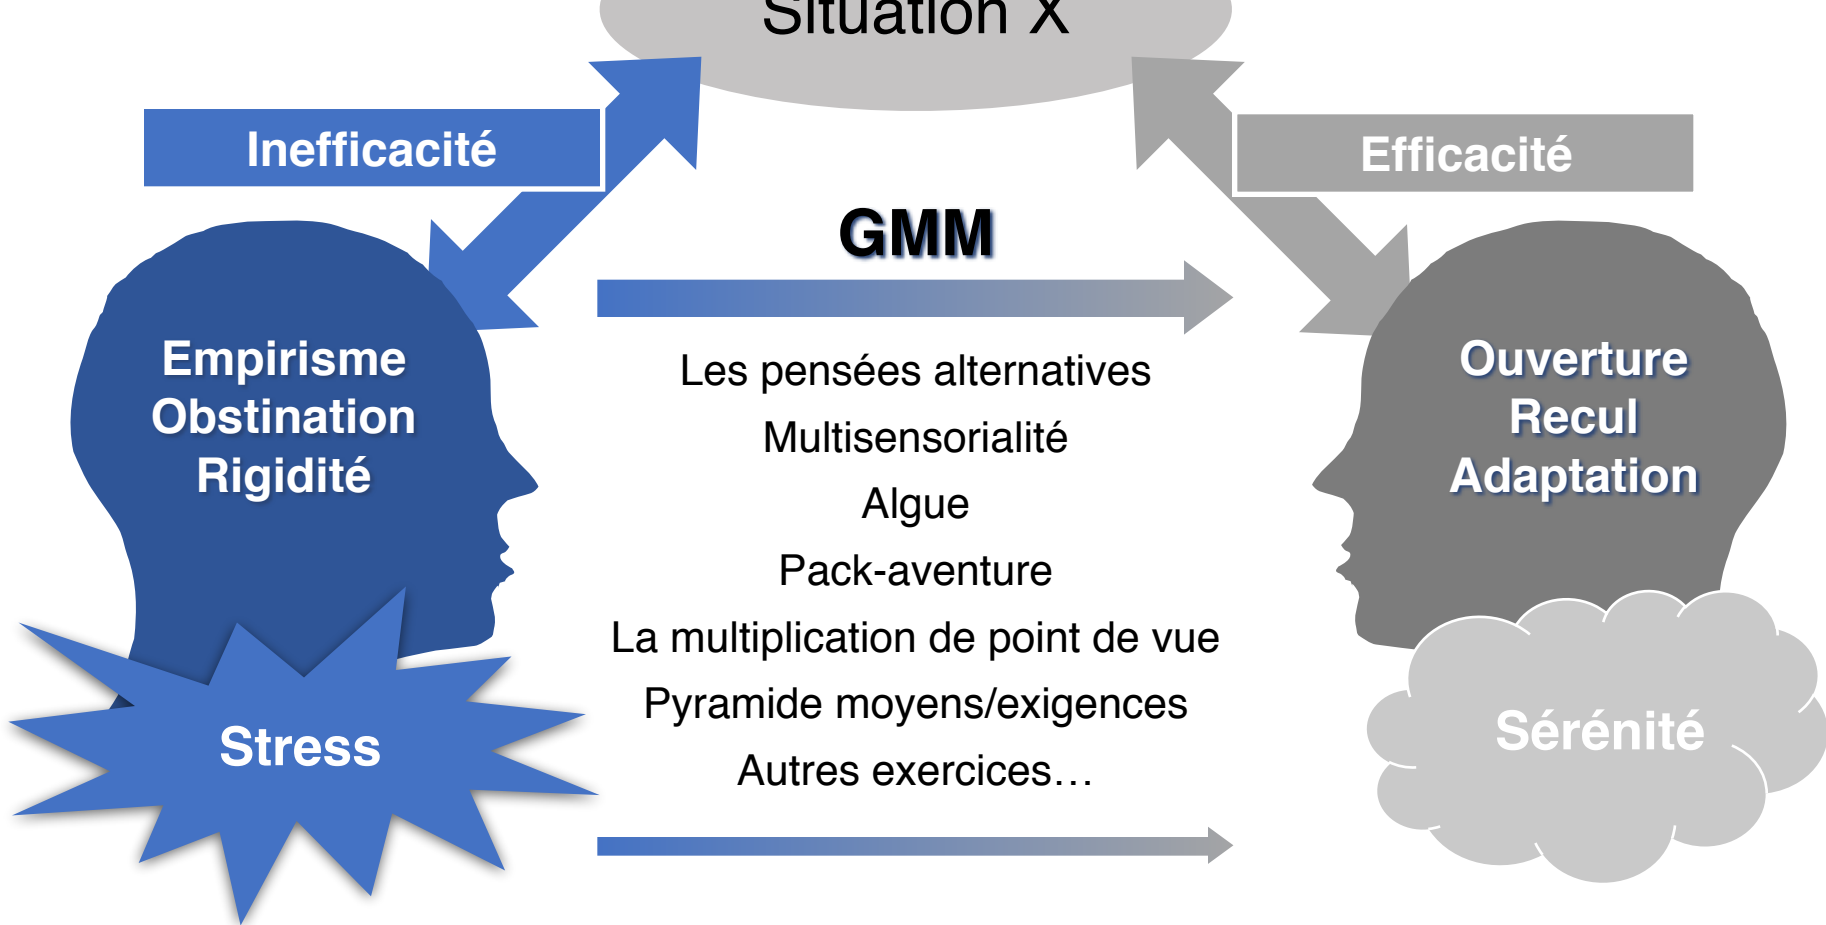 Situation X
Inefficacité
Efficacité
GMM
Empirisme
Obstination
Rigidité
Les pensées alternatives
Multisensorialité
Algue
Pack-aventure
La multiplication de point de vue
Pyramide moyens/exigences
Autres exercices…
Ouverture
Recul
Adaptation
Stress
Sérénité